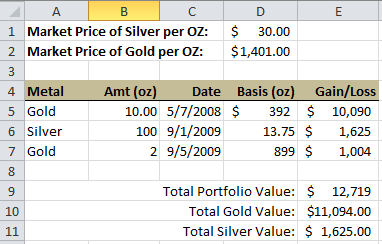 A B C D E
1 Market Price of Silver per OZ: $ 30.00
2 Market Price of Gold per OZ: $1,401.00
3
4 Metal Amt (oz) Date Basis (oz) Gain/Loss
5 Gold 10.00 5/7/2008 $ 392 $ 10,090
6 Silver 100 9/1/2009 13.75 $ 1,625
7 Gold 2 9/5/2009 899 $ 1,004
8
9 Total Portfolio Value: $ 12,719
10 Total Gold Value: $11,094.00
11 Total Silver Value: $ 1,625.00